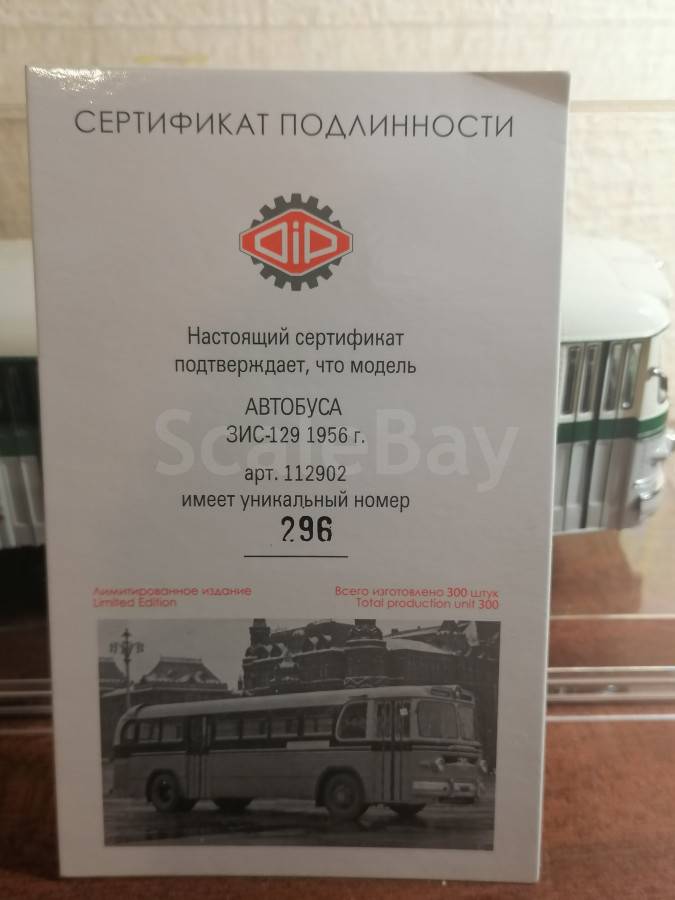 СЕРТИФИКАТ ПОДЛИННОСТИ
DiP
Настоящий сертификат
подтверждает, что модель
АВТОБУСА
ЗИС-129 1956 г.
ScaleBay
арт. 112902
имеет уникальный номер
296
Лимитированное издание
Limited Edition
Всего изготовлено 300 штук
Total production unit 300